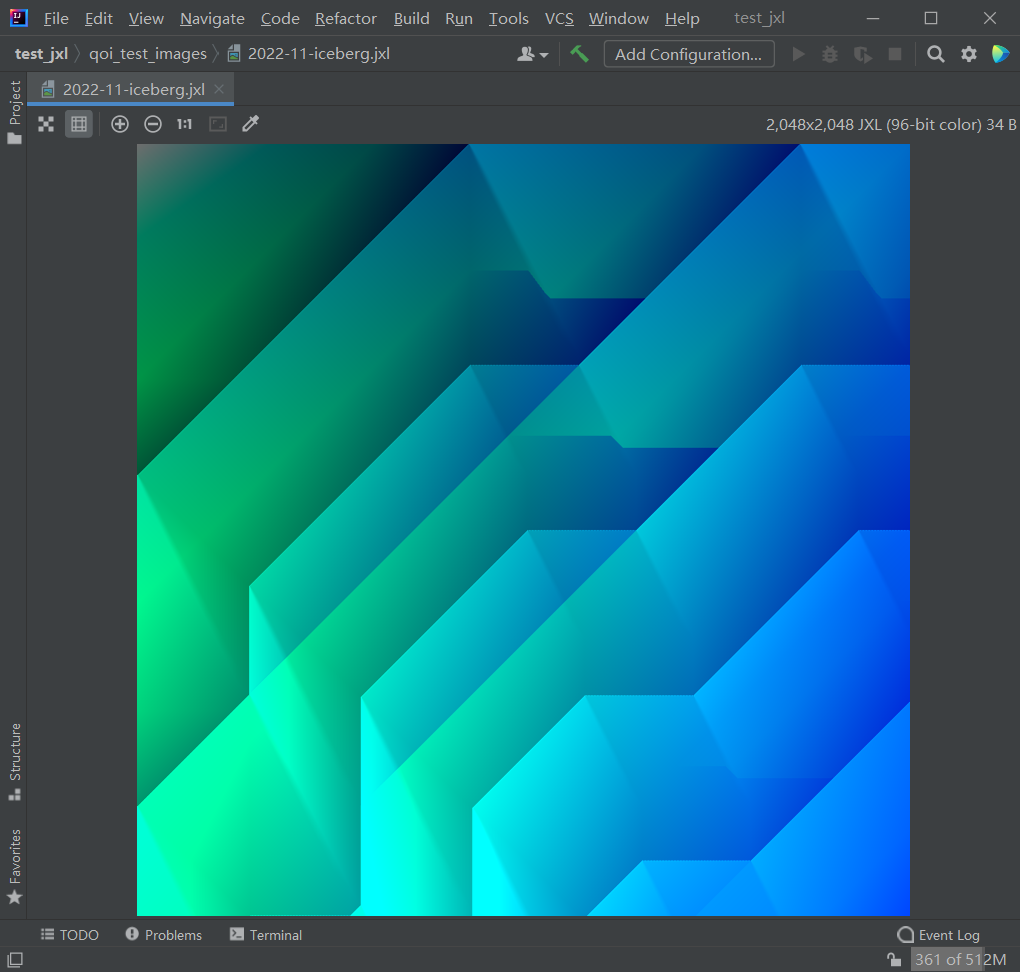 File Edit View Navigate Code Refactor Build Run Tools VCS Window Help test_jxl
test_jxl qoi_test_images 2022-11-iceberg.jxl Add Configuration...
Project
2022-11-iceberg.jxl
1:1 2,048x2,048 JXL (96-bit color) 34 B
Structure
Favorites
TODO Problems Terminal Event Log
361 of 512M